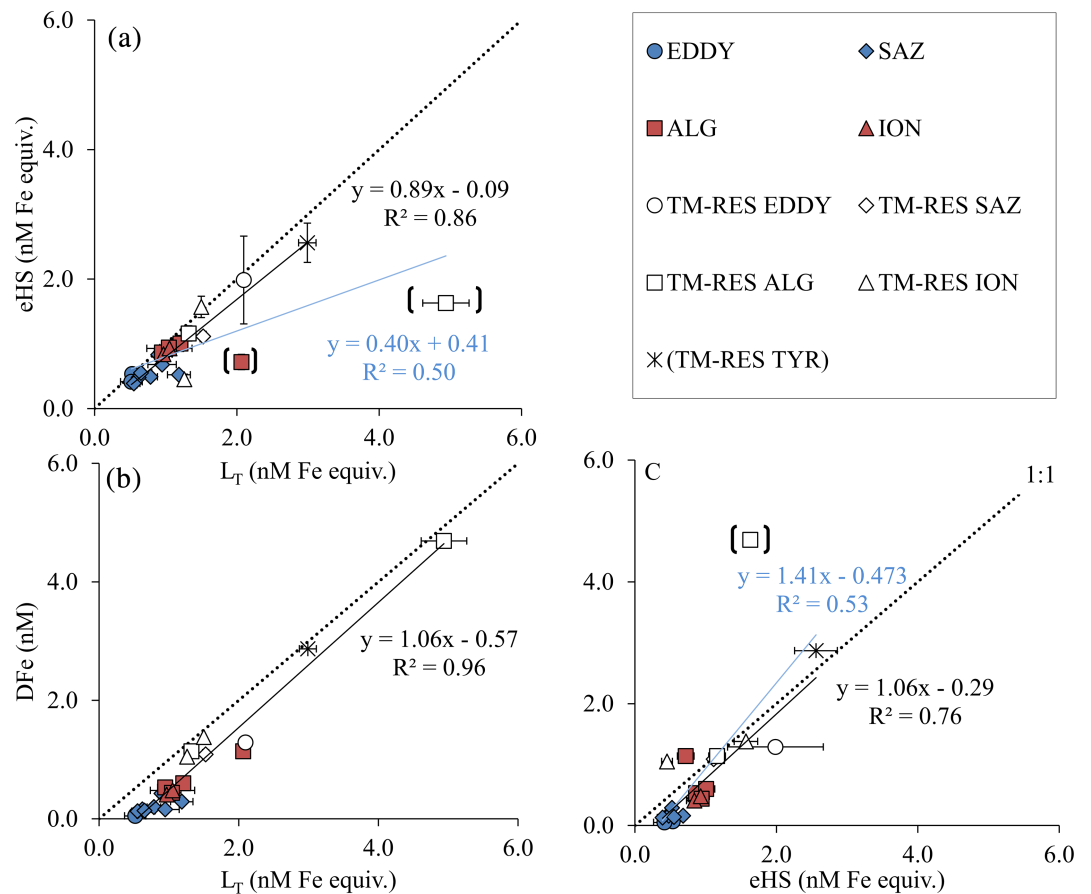 (a)
6.0
4.0
2.0
0.0
eHS (nM Fe equiv.)
y = 0.89x - 0.09
R² = 0.86
y = 0.40x + 0.41
R² = 0.50
0.0 2.0 4.0 6.0
L_T (nM Fe equiv.)
EDDY SAZ
ALG ION
TM-RES EDDY TM-RES SAZ
TM-RES ALG TM-RES ION
(TM-RES TYR)
(b)
6.0
4.0
2.0
0.0
DFe (nM)
y = 1.06x - 0.57
R² = 0.96
0.0 2.0 4.0 6.0
L_T (nM Fe equiv.)
C
1:1
6.0
4.0
2.0
0.0
y = 1.41x - 0.473
R² = 0.53
y = 1.06x - 0.29
R² = 0.76
0.0 2.0 4.0 6.0
eHS (nM Fe equiv.)